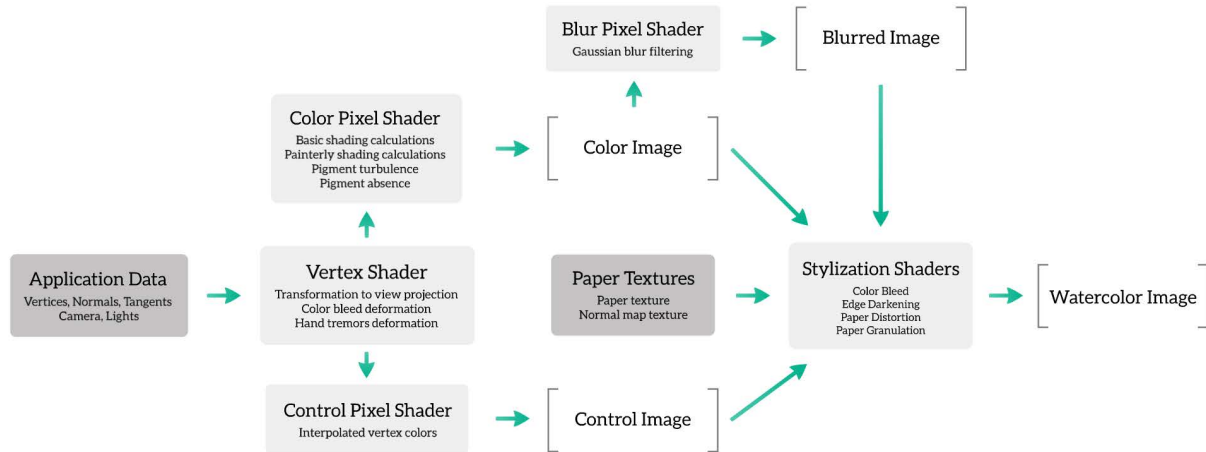 Blur Pixel Shader
Gaussian blur filtering
Blurred Image
Color Pixel Shader
Basic shading calculations
Painterly shading calculations
Pigment turbulence
Pigment absence
Color Image
Application Data
Vertices, Normals, Tangents
Camera, Lights
Vertex Shader
Transformation to view projection
Color bleed deformation
Hand tremors deformation
Paper Textures
Paper texture
Normal map texture
Stylization Shaders
Color Bleed
Edge Darkening
Paper Distortion
Paper Granulation
Watercolor Image
Control Pixel Shader
Interpolated vertex colors
Control Image